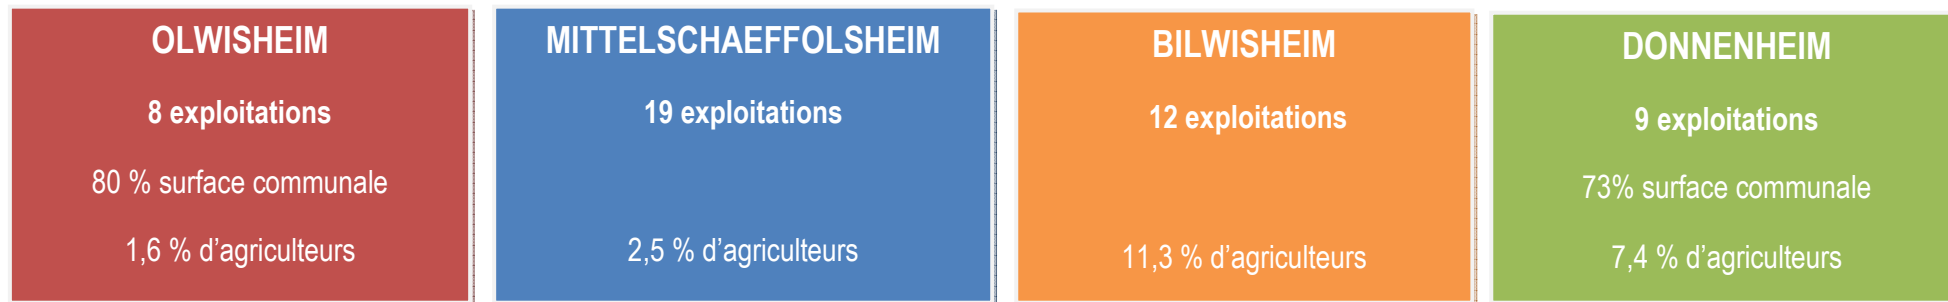 OLWISHEIM
8 exploitations
80 % surface communale
1,6 % d’agriculteurs
MITTELSCHAEFFOLSHEIM
19 exploitations
2,5 % d’agriculteurs
BILWISHEIM
12 exploitations
11,3 % d’agriculteurs
DONNENHEIM
9 exploitations
73% surface communale
7,4 % d’agriculteurs